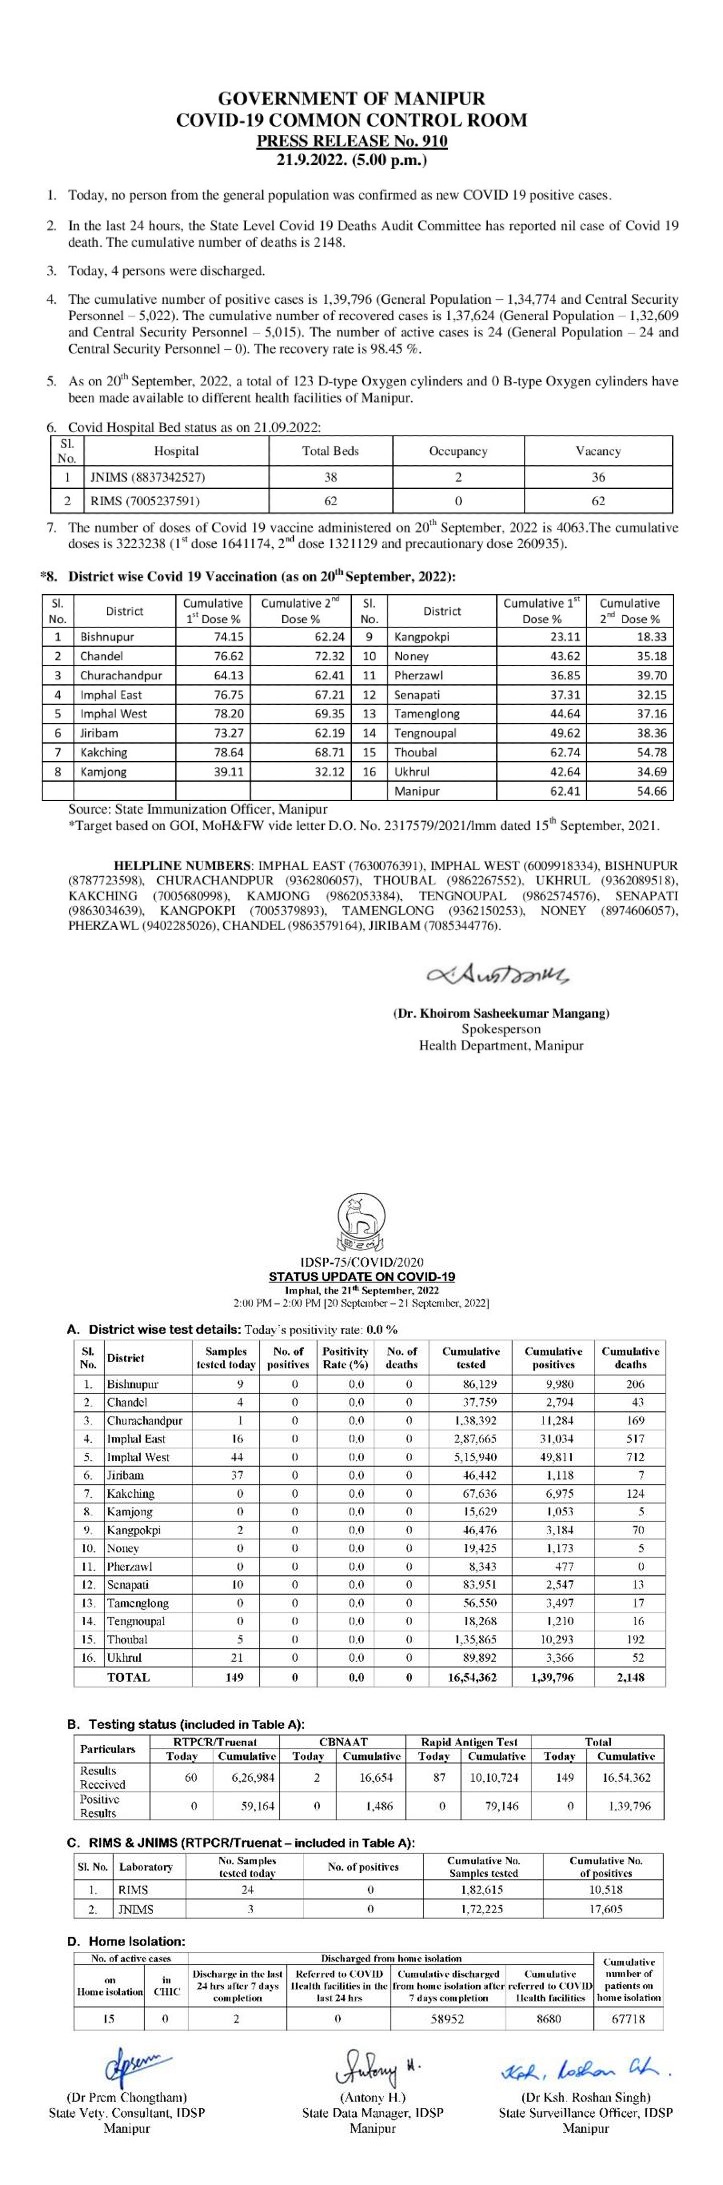 GOVERNMENT OF MANIPUR
COVID-19 COMMON CONTROL ROOM
PRESS RELEASE No. 910
21.9.2022. (5.00 p.m.)
1. Today, no person from the general population was confirmed as new COVID 19 positive cases.
2. In the last 24 hours, the State Level Covid 19 Deaths Audit Committee has reported nil case of Covid 19
death. The cumulative number of deaths is 2148.
3. Today, 4 persons were discharged.
4. The cumulative number of positive cases is 1,39,796 (General Population – 1,34,774 and Central Security
Personnel – 5,022). The cumulative number of recovered cases is 1,37,624 (General Population – 1,32,609
and Central Security Personnel – 5,015). The number of active cases is 24 (General Population – 24 and
Central Security Personnel – 0). The recovery rate is 98.45 %.
5. As on 20th September, 2022, a total of 123 D-type Oxygen cylinders and 0 B-type Oxygen cylinders have
been made available to different health facilities of Manipur.
6. Covid Hospital Bed status as on 21.09.2022:
Sl. No. Hospital Total Beds Occupancy Vacancy
1 JNIMS (8837342527) 38 2 36
2 RIMS (7005237591) 62 0 62
7. The number of doses of Covid 19 vaccine administered on 20th September, 2022 is 4063.The cumulative
doses is 3223238 (1st dose 1641174, 2nd dose 1321129 and precautionary dose 260935).
*8. District wise Covid 19 Vaccination (as on 20th September, 2022):
Sl. No. District Cumulative 1st Dose % Cumulative 2nd Dose % Sl. No. District Cumulative 1st Dose % Cumulative 2nd Dose %
1 Bishnupur 74.15 62.24 9 Kangpokpi 23.11 18.33
2 Chandel 76.62 72.32 10 Noney 43.62 35.18
3 Churachandpur 64.13 62.41 11 Pherzawl 36.85 39.70
4 Imphal East 76.75 67.21 12 Senapati 37.31 32.15
5 Imphal West 78.20 69.35 13 Tamenglong 44.64 37.16
6 Jiribam 73.27 62.19 14 Tengnoupal 49.62 38.36
7 Kakching 78.64 68.71 15 Thoubal 62.74 54.78
8 Kamjong 39.11 32.12 16 Ukhrul 42.64 34.69
Manipur 62.41 54.66
Source: State Immunization Officer, Manipur
*Target based on GOI, MoH&FW vide letter D.O. No. 2317579/2021/Imm dated 15th September, 2021.
HELPLINE NUMBERS: IMPHAL EAST (7630076391), IMPHAL WEST (6009918334), BISHNUPUR
(8787723598), CHURACHANDPUR (9362806057), THOUBAL (9862267552), UKHRUL (9362089518),
KAKCHING (7005680998), KAMJONG (9862053384), TENGNOUPAL (9862574576), SENAPATI
(9863034639), KANGPOKPI (7005379893), TAMENGLONG (9362150253), NONEY (8974606057),
PHERZAWL (9402285026), CHANDEL (9863579164), JIRIBAM (7085344776).
(Dr. Khoirom Sasheekumar Mangang)
Spokesperson
Health Department, Manipur
IDSP-75/COVID/2020
STATUS UPDATE ON COVID-19
Imphal, the 21th September, 2022
2:00 PM – 2:00 PM [20 September – 21 September, 2022]
A. District wise test details: Today's positivity rate: 0.0 %
Sl. No. District Samples tested today No. of positives Positivity Rate (%) No. of deaths Cumulative tested Cumulative positives Cumulative deaths
1. Bishnupur 9 0 0.0 0 86,129 9,980 206
2. Chandel 4 0 0.0 0 37,759 2,794 43
3. Churachandpur 1 0 0.0 0 1,38,392 11,284 169
4. Imphal East 16 0 0.0 0 2,87,665 31,034 517
5. Imphal West 44 0 0.0 0 5,15,940 49,811 712
6. Jiribam 37 0 0.0 0 46,442 1,118 7
7. Kakching 0 0 0.0 0 67,636 6,975 124
8. Kamjong 0 0 0.0 0 15,629 1,053 5
9. Kangpokpi 2 0 0.0 0 46,476 3,184 70
10. Noney 0 0 0.0 0 19,425 1,173 5
11. Pherzawl 0 0 0.0 0 8,343 477 0
12. Senapati 10 0 0.0 0 83,951 2,547 13
13. Tamenglong 0 0 0.0 0 56,550 3,497 17
14. Tengnoupal 0 0 0.0 0 18,268 1,210 16
15. Thoubal 5 0 0.0 0 1,35,865 10,293 192
16. Ukhrul 21 0 0.0 0 89,892 3,366 52
TOTAL 149 0 0.0 0 16,54,362 1,39,796 2,148
B. Testing status (included in Table A):
Particulars RTPCR/Truenat CBNAAT Rapid Antigen Test Total
Today Cumulative Today Cumulative Today Cumulative Today Cumulative
Results Received 60 6,26,984 2 16,654 87 10,10,724 149 16,54,362
Positive Results 0 59,164 0 1,486 0 79,146 0 1,39,796
C. RIMS & JNIMS (RTPCR/Truenat – included in Table A):
Sl. No. Laboratory No. Samples tested today No. of positives Cumulative No. Samples tested Cumulative No. of positives
1. RIMS 24 0 1,82,615 10,518
2. JNIMS 3 0 1,72,225 17,605
D. Home Isolation:
No. of active cases Discharged from home isolation Cumulative number of patients on home isolation
on Home isolation in CHIC Discharge in the last 24 hrs after 7 days completion Referred to COVID Health facilities in the last 24 hrs Cumulative discharged from home isolation after 7 days completion Cumulative referred to COVID Health facilities
15 0 2 0 58952 8680 67718
Antony H.
(Dr Prem Chongtham) (Antony H.) (Dr Ksh. Roshan Singh)
State Vety. Consultant, IDSP State Data Manager, IDSP State Surveillance Officer, IDSP
Manipur Manipur Manipur